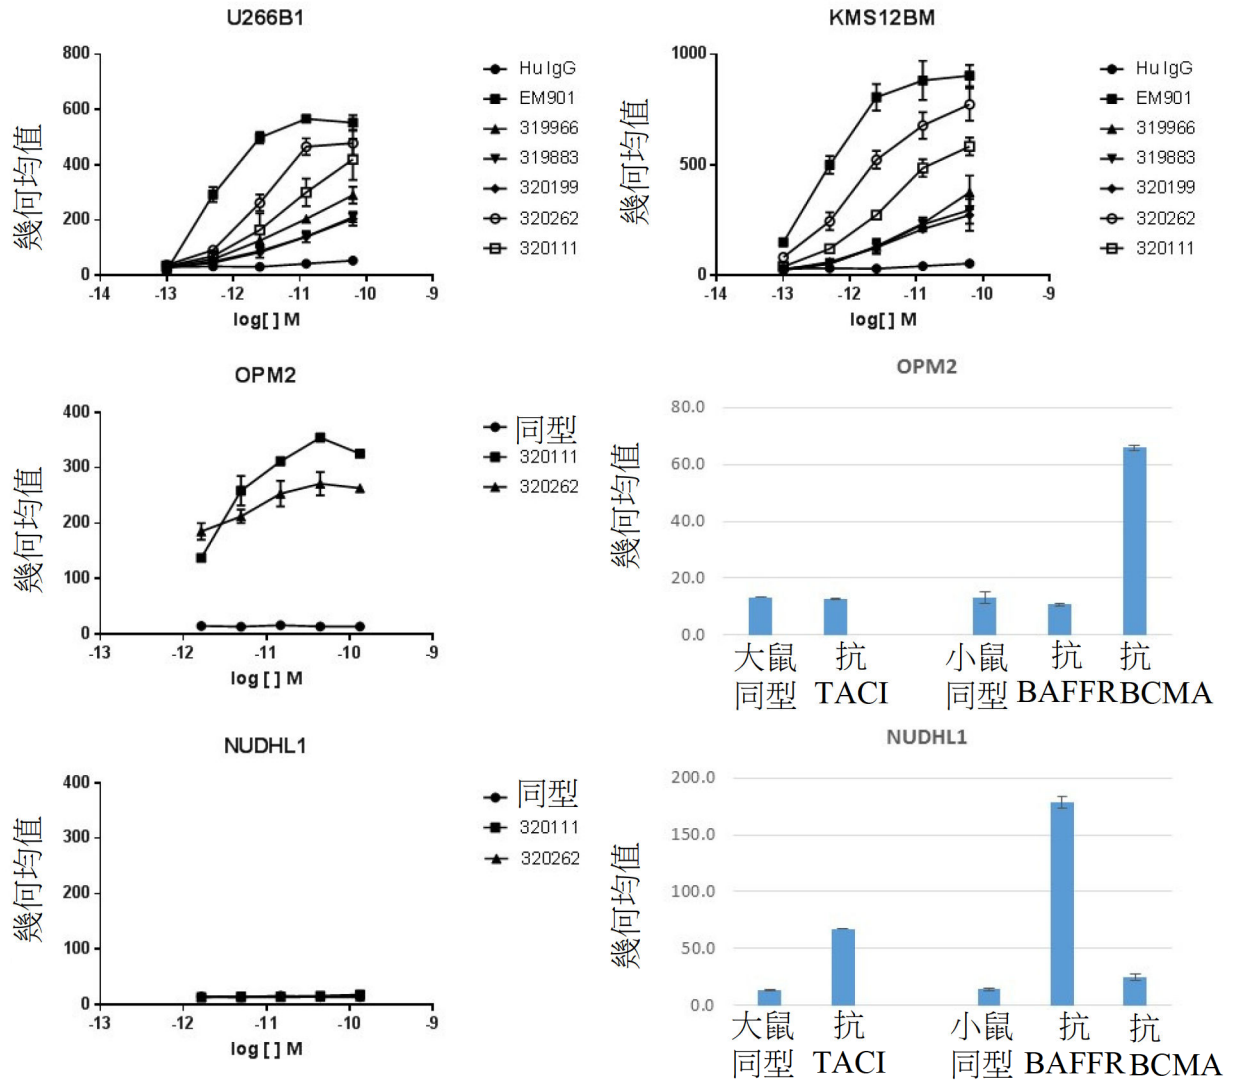 U266B1
800
600
400
200
0
幾何均值
-14
-13
-12
-11
-10
-9
log[ ] M
Hu IgG
EM901
319966
319883
320199
320262
320111
KMS12BM
1000
500
0
幾何均值
-14
-13
-12
-11
-10
-9
log[ ] M
Hu IgG
EM901
319966
319883
320199
320262
320111
OPM2
400
300
200
100
0
幾何均值
-13
-12
-11
-10
-9
log [ ] M
同型
320111
320262
OPM2
80.0
60.0
40.0
20.0
0.0
幾何均值
大鼠
同型
抗
TACI
小鼠
同型
抗
BAFFR
抗
BCMA
NUDHL1
400
300
200
100
0
幾何均值
-13
-12
-11
-10
-9
log [ ] M
同型
320111
320262
NUDHL1
200.0
150.0
100.0
50.0
0.0
幾何均值
大鼠
同型
抗
TACI
小鼠
同型
抗
BAFFR
抗
BCMA